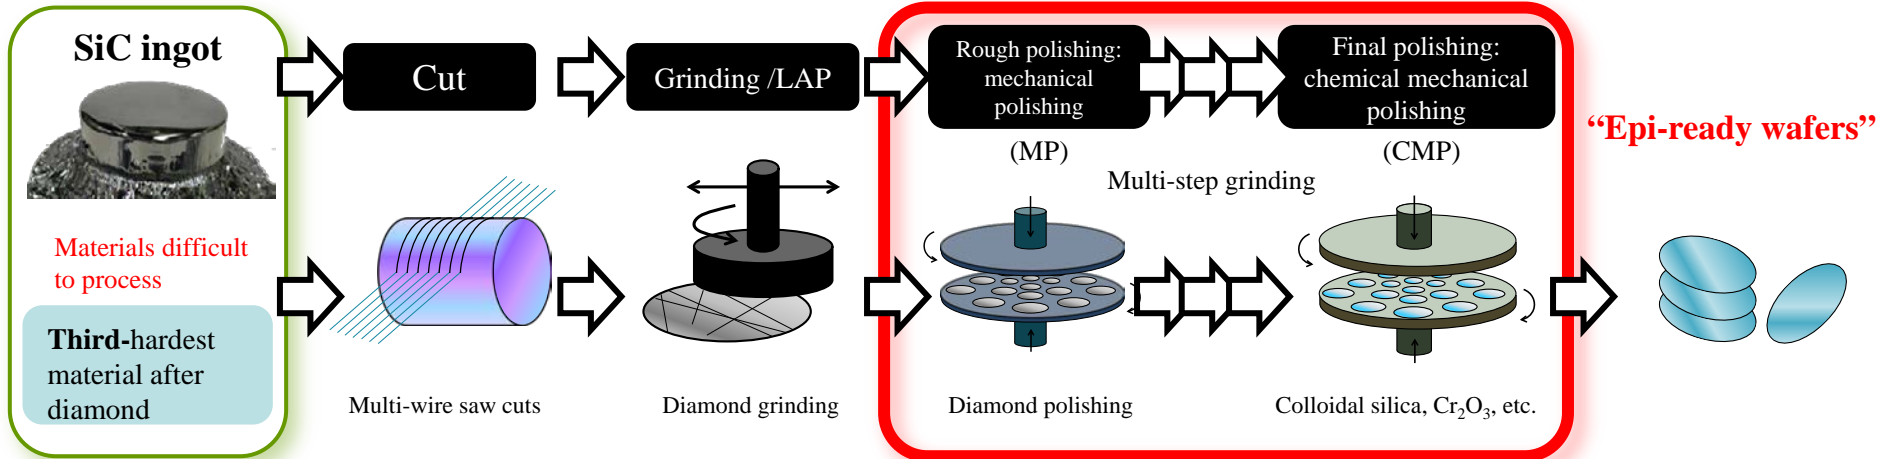 SiC ingot
Materials difficult
to process
Third-hardest
material after
diamond
Cut
Multi-wire saw cuts
Grinding /LAP
Diamond grinding
Rough polishing:
mechanical
polishing
(MP)
Multi-step grinding
Diamond polishing
Final polishing:
chemical mechanical
polishing
(CMP)
Colloidal silica, Cr₂O₃, etc.
“Epi-ready wafers”